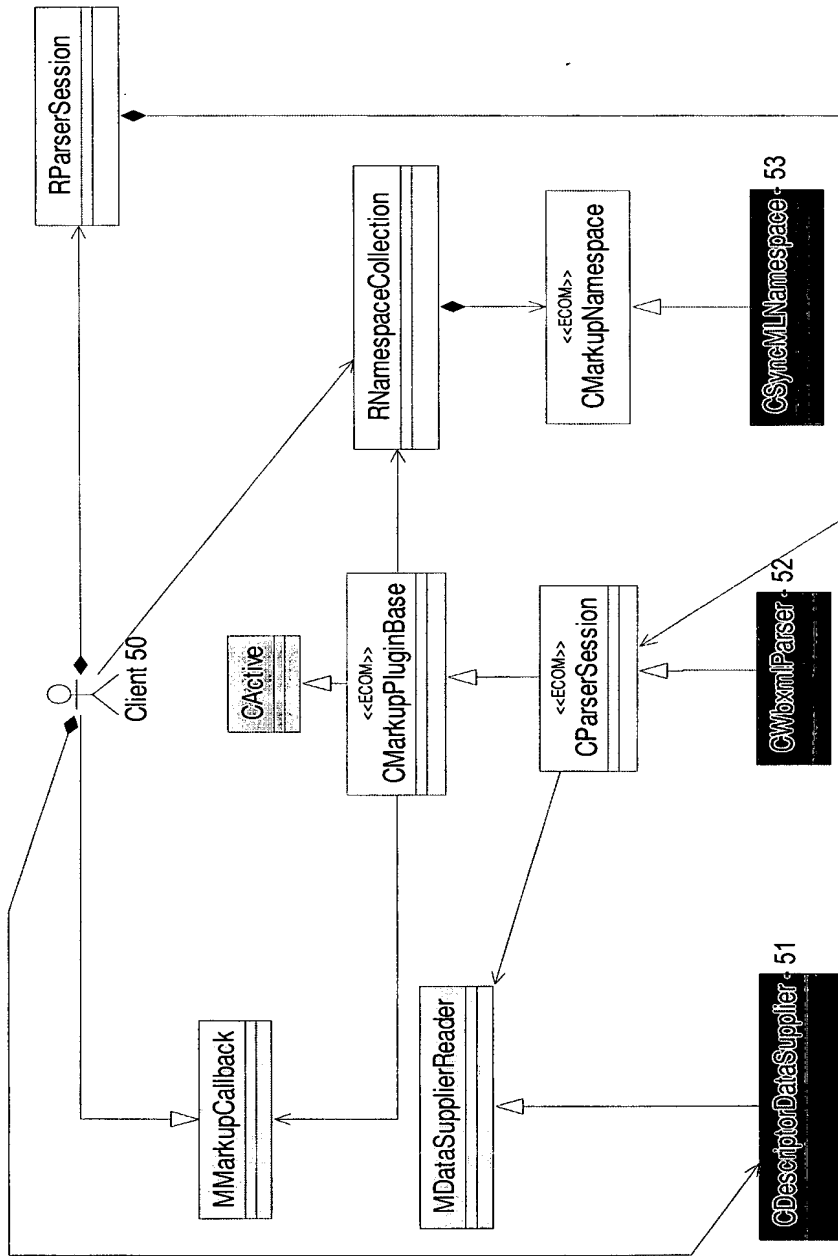 RParserSession
Client 50
MMarkupCallback
CActive
<<ECOM>>
CMarkupPluginBase
RNamespaceCollection
MDataSupplierReader
<<ECOM>>
CParserSession
<<ECOM>>
CMarkupNamespace
CDescriptorDataSupplier - 51
CWbxmlParser - 52
CSyncMLNamespace - 53